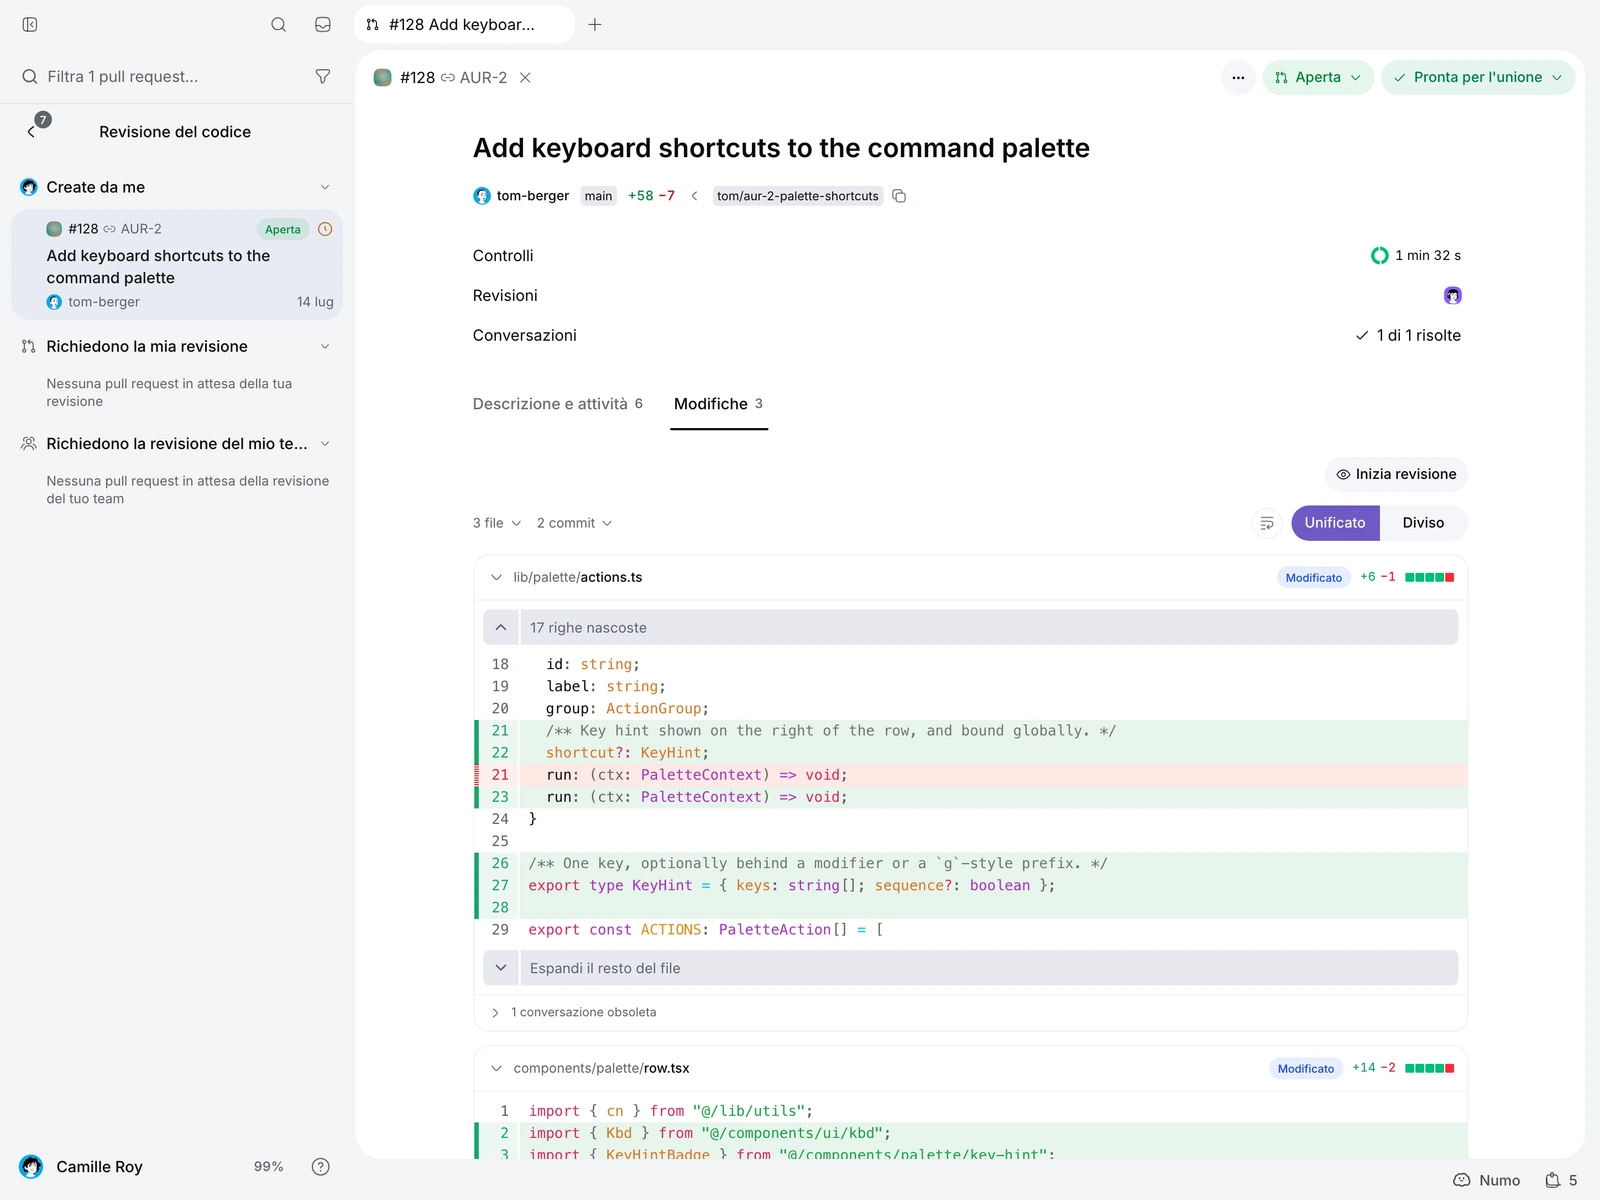 #128 Add keyboar...
Filtra 1 pull request...
#128 AUR-2
Aperta
Pronta per l'unione
7
Revisione del codice
Create da me
#128 AUR-2 Aperta
Add keyboard shortcuts to the
command palette
tom-berger 14 lug
Richiedono la mia revisione
Nessuna pull request in attesa della tua
revisione
Richiedono la revisione del mio te...
Nessuna pull request in attesa della revisione
del tuo team
Camille Roy 99%
Add keyboard shortcuts to the command palette
tom-berger main +58 −7 tom/aur-2-palette-shortcuts
Controlli 1 min 32 s
Revisioni
Conversazioni 1 di 1 risolte
Descrizione e attività 6 Modifiche 3
Inizia revisione
3 file 2 commit Unificato Diviso
lib/palette/actions.ts Modificato +6 −1
17 righe nascoste
18 id: string;
19 label: string;
20 group: ActionGroup;
21 /** Key hint shown on the right of the row, and bound globally. */
22 shortcut?: KeyHint;
21 run: (ctx: PaletteContext) => void;
23 run: (ctx: PaletteContext) => void;
24 }
25
26 /** One key, optionally behind a modifier or a `g`-style prefix. */
27 export type KeyHint = { keys: string[]; sequence?: boolean };
28
29 export const ACTIONS: PaletteAction[] = [
Espandi il resto del file
1 conversazione obsoleta
components/palette/row.tsx Modificato +14 −2
1 import { cn } from "@/lib/utils";
2 import { Kbd } from "@/components/ui/kbd";
3 import { KeyHintBadge } from "@/components/palette/key-hint";
Numo 5